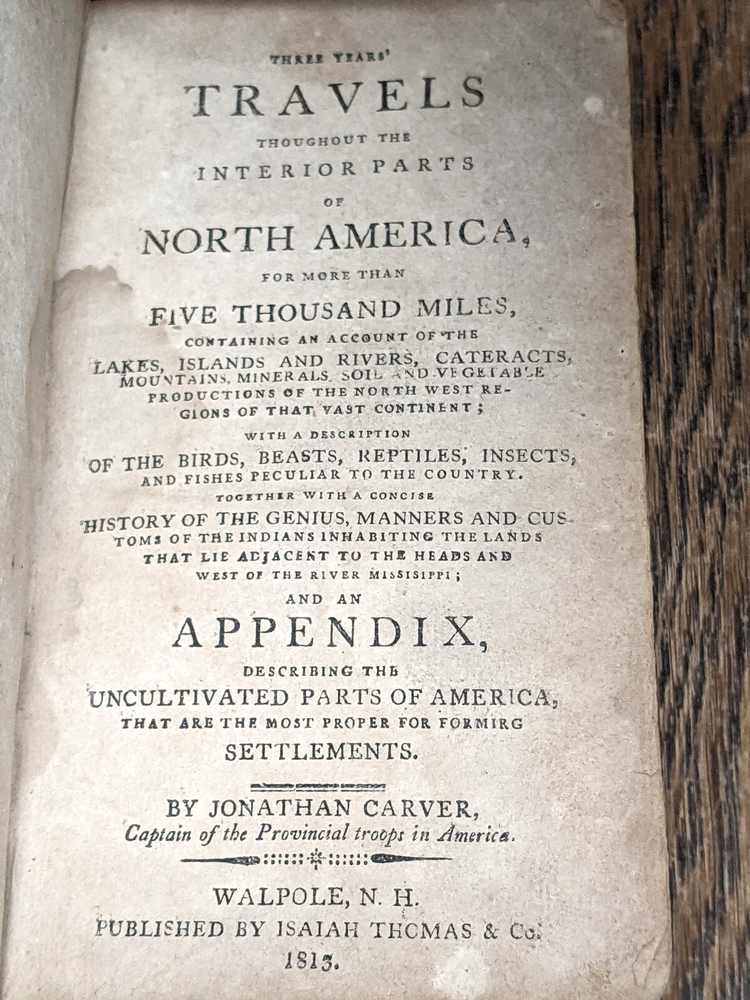 THREE YEARS'
TRAVELS
THOUGHOUT THE
INTERIOR PARTS
OF
NORTH AMERICA,
FOR MORE THAN
FIVE THOUSAND MILES,
CONTAINING AN ACCOUNT OF THE
LAKES, ISLANDS AND RIVERS, CATERACTS,
MOUNTAINS, MINERALS, SOIL AND VEGETABLE
PRODUCTIONS OF THE NORTH WEST RE-
GIONS OF THAT VAST CONTINENT;
WITH A DESCRIPTION
OF THE BIRDS, BEASTS, REPTILES, INSECTS,
AND FISHES PECULIAR TO THE COUNTRY.
TOGETHER WITH A CONCISE
HISTORY OF THE GENIUS, MANNERS AND CUS-
TOMS OF THE INDIANS INHABITING THE LANDS
THAT LIE ADJACENT TO THE HEADS AND
WEST OF THE RIVER MISSISIPPI;
AND AN
APPENDIX,
DESCRIBING THE
UNCULTIVATED PARTS OF AMERICA,
THAT ARE THE MOST PROPER FOR FORMIRG
SETTLEMENTS.
BY JONATHAN CARVER,
Captain of the Provincial troops in America.
WALPOLE, N. H.
PUBLISHED BY ISAIAH THOMAS & Co.
1813.